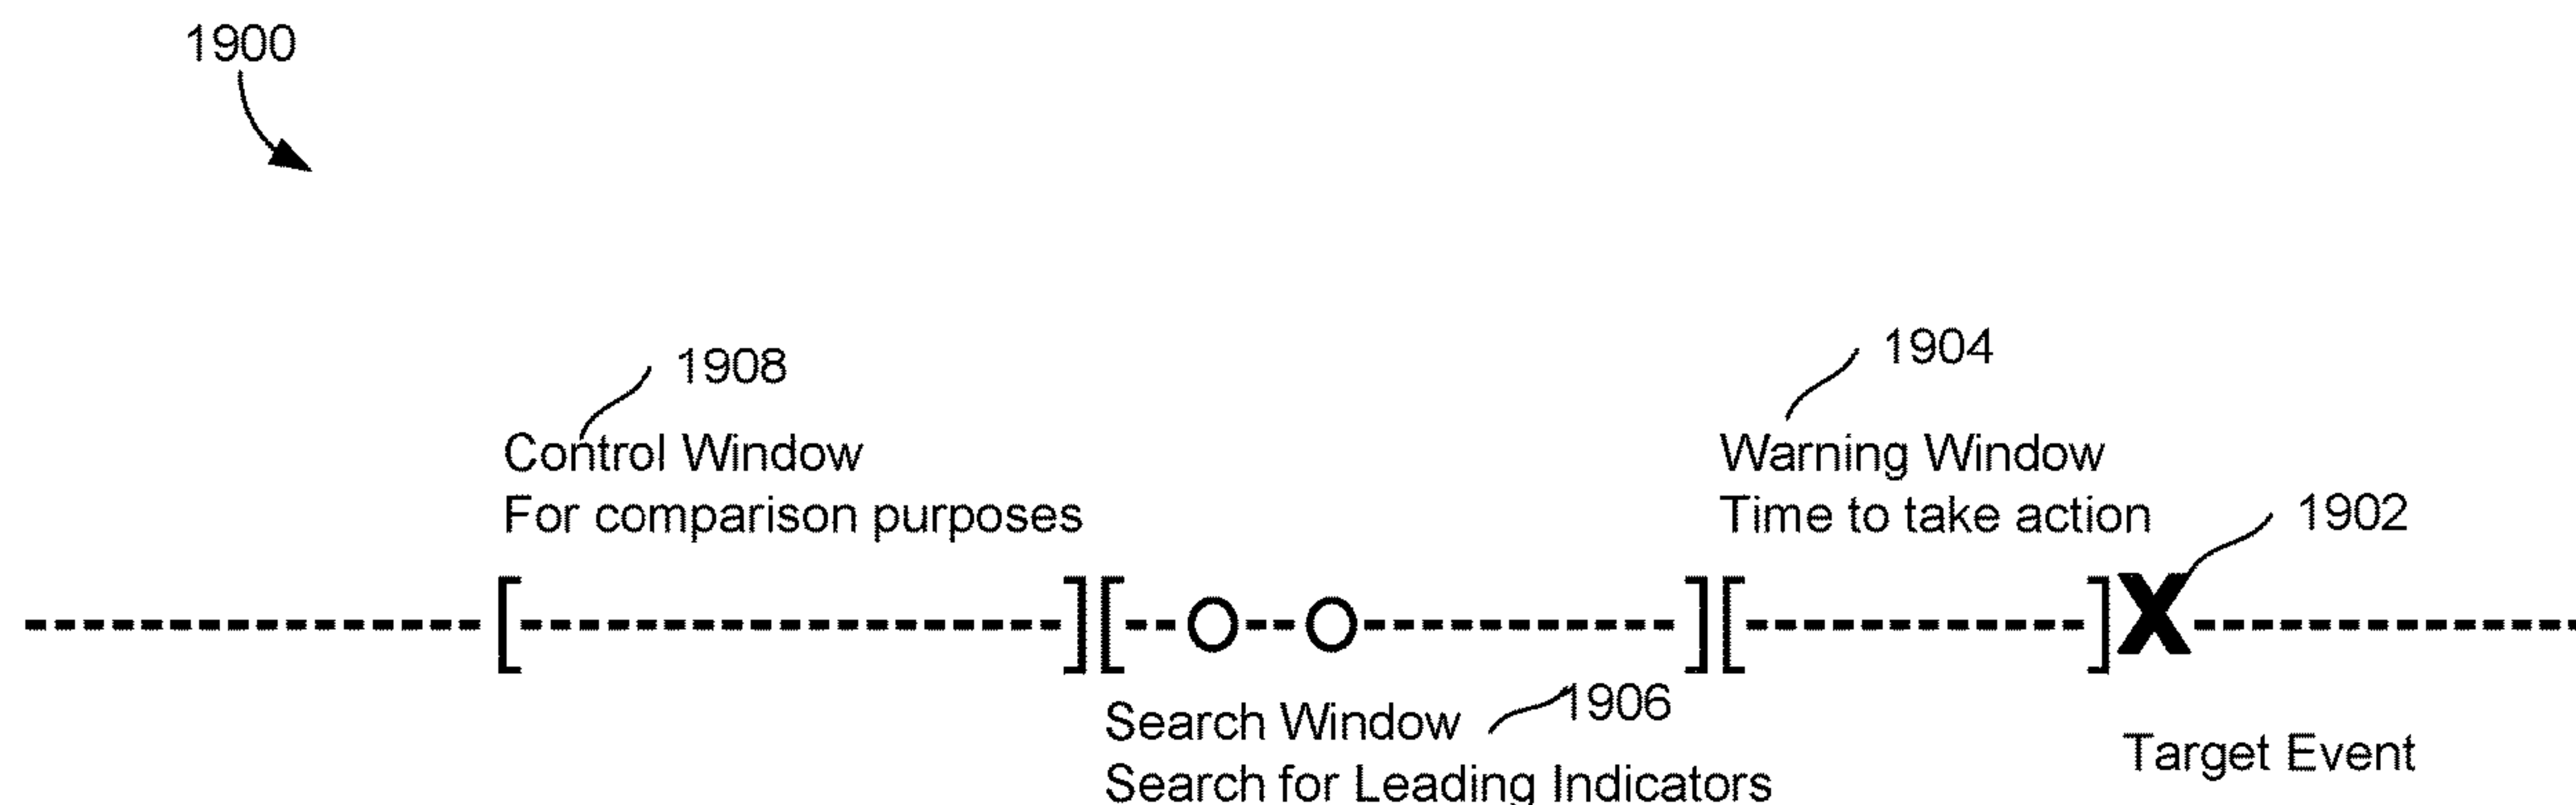 1900
1908
Control Window
For comparison purposes
1904
Warning Window
Time to take action
1902
[ ] [ ] [ ] X
1906
Search Window
Search for Leading Indicators
Target Event